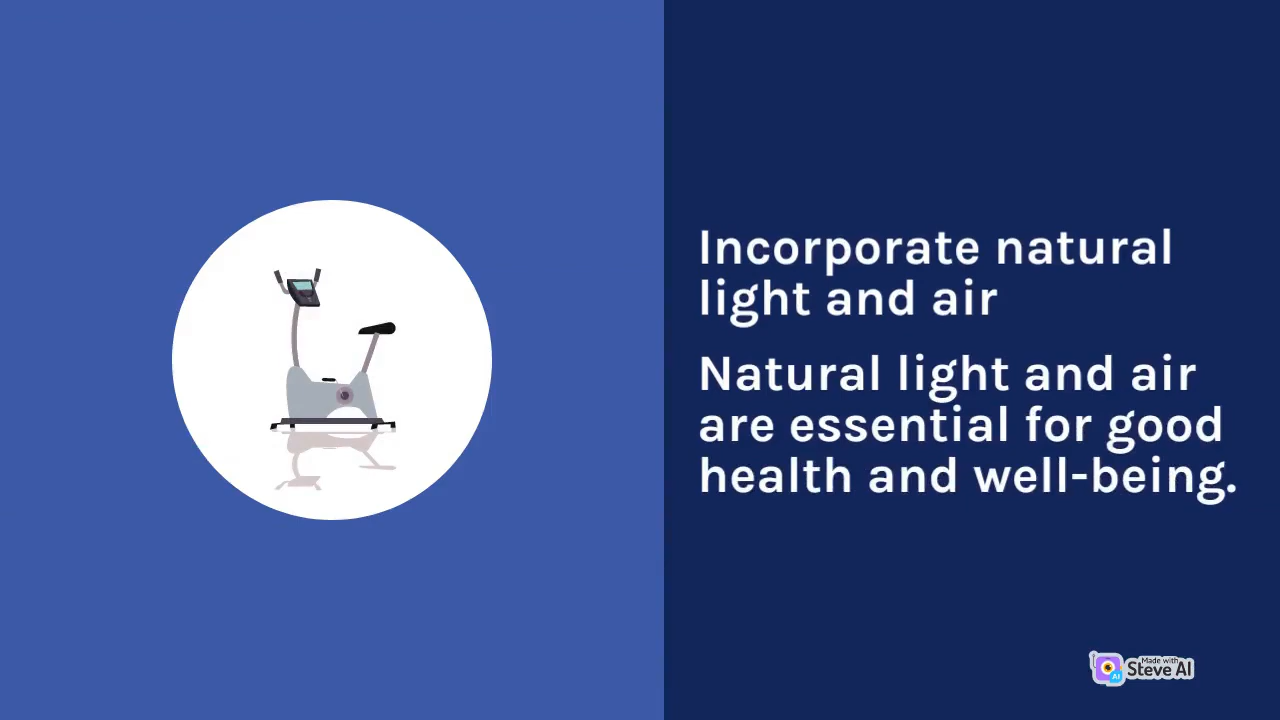 Incorporate natural
light and air
Natural light and air
are essential for good
health and well-being.
Made with
Steve AI
AI